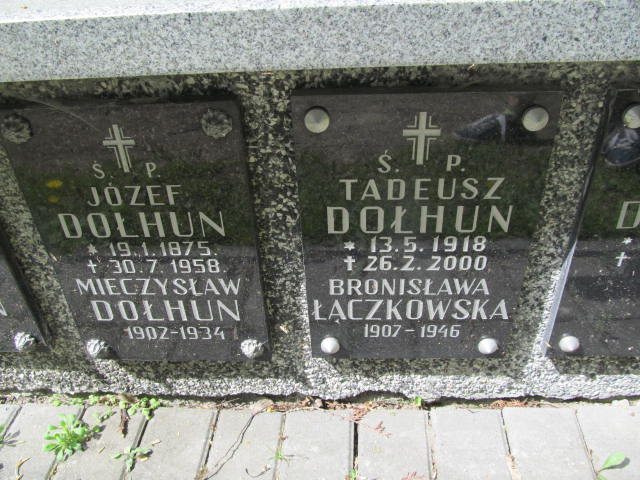 Ś. P.
JÓZEF
DOŁHUN
* 19.1.1875
† 30.7.1958.
MIECZYSŁAW
DOŁHUN
1902-1934
Ś. P.
TADEUSZ
DOŁHUN
* 13.5.1918
† 26.2.2000
BRONISŁAWA
ŁĄCZKOWSKA
1907-1946